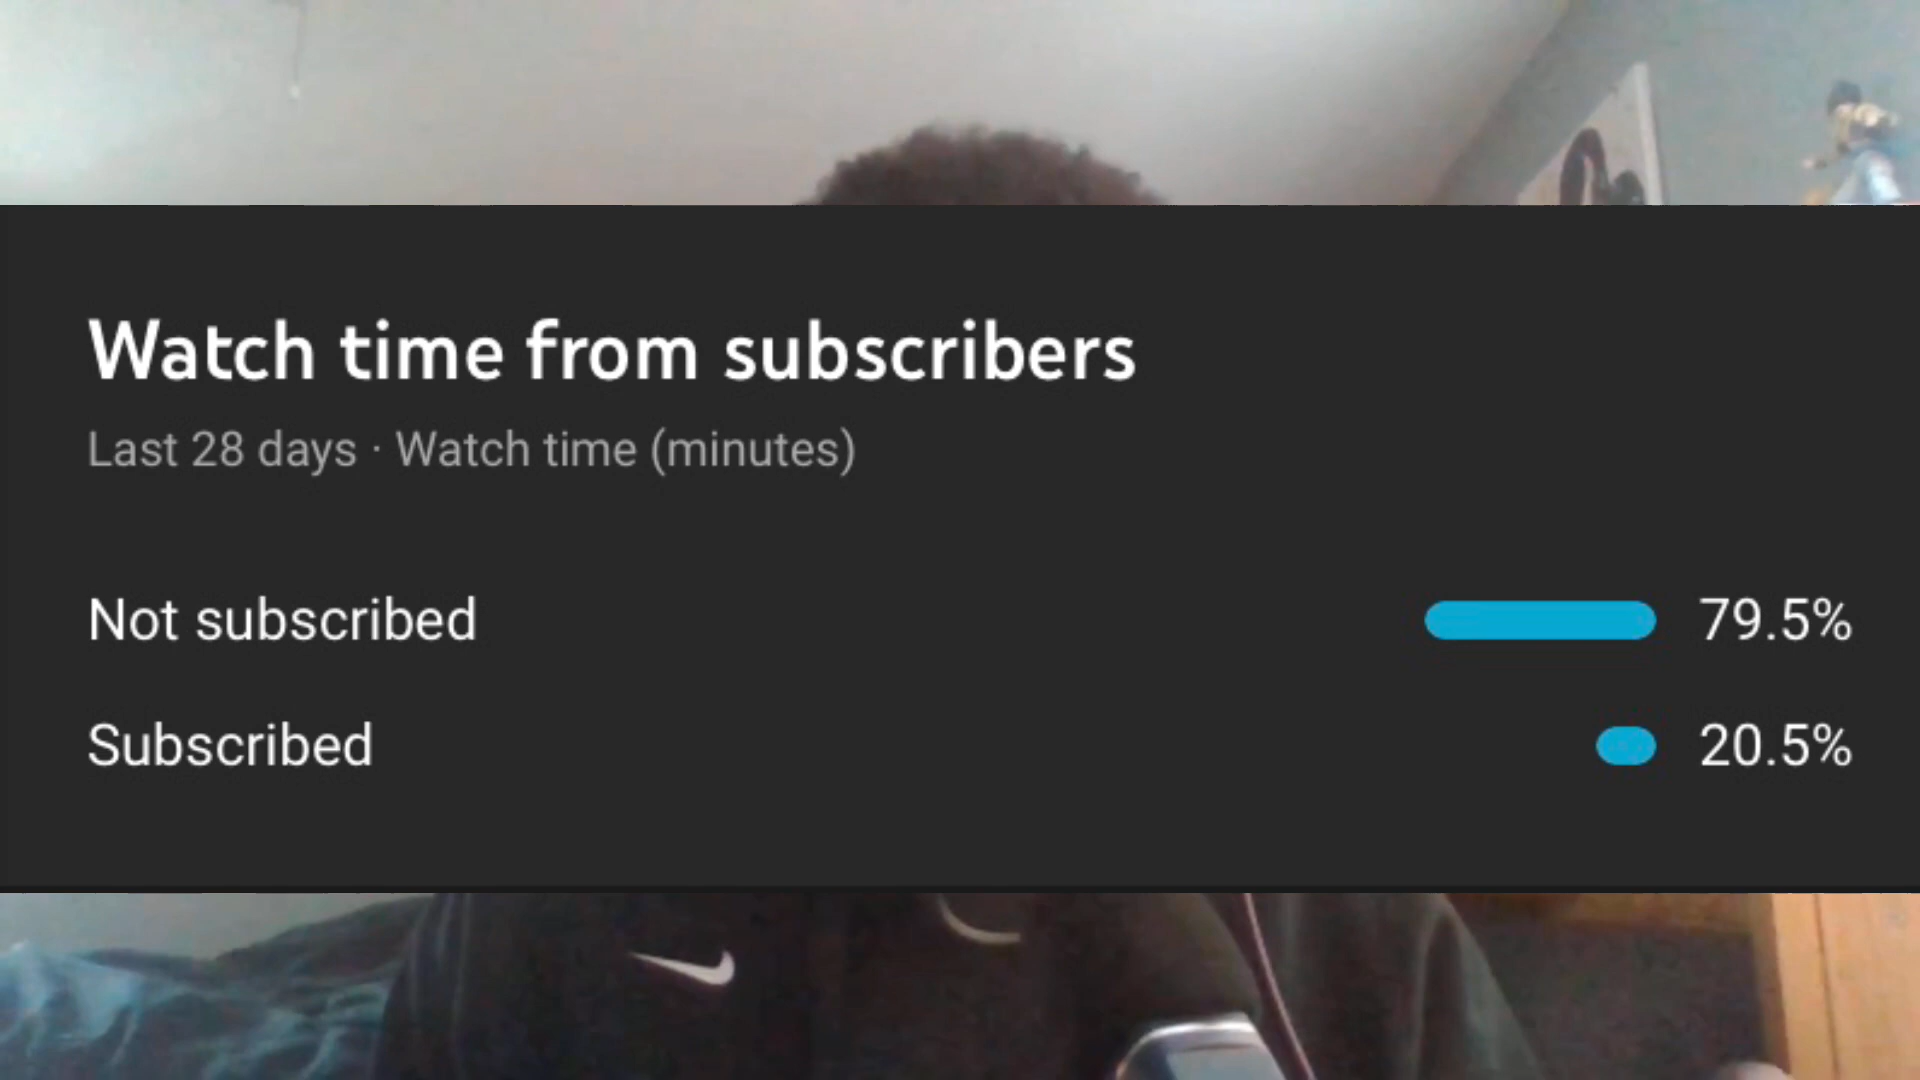 Watch time from subscribers
Last 28 days · Watch time (minutes)
Not subscribed 79.5%
Subscribed 20.5%